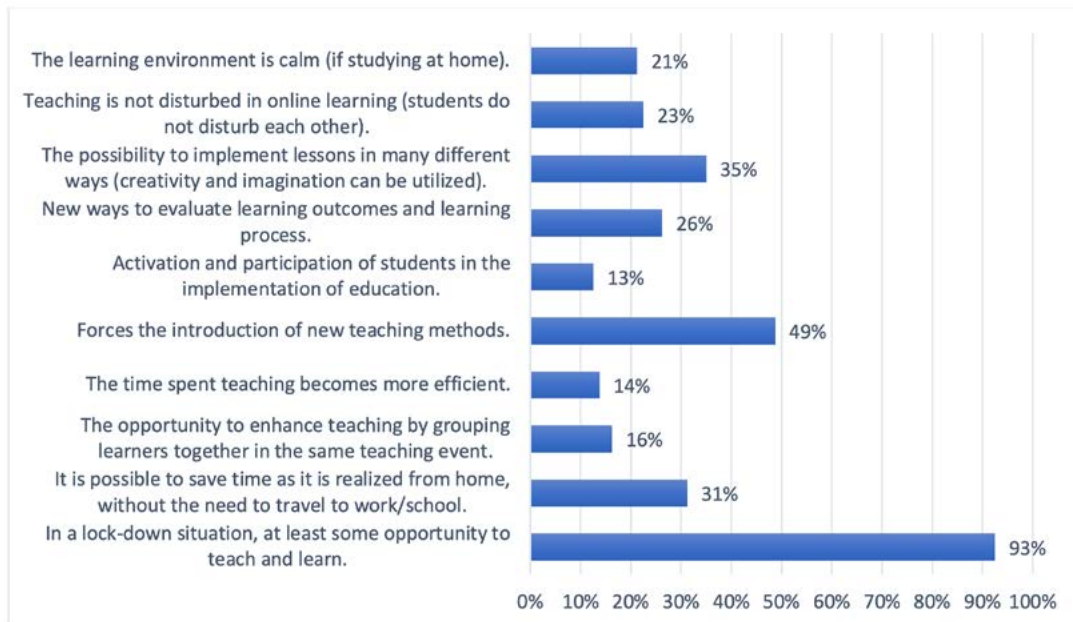 The learning environment is calm (if studying at home).
21%
Teaching is not disturbed in online learning (students do
not disturb each other).
23%
The possibility to implement lessons in many different
ways (creativity and imagination can be utilized).
35%
New ways to evaluate learning outcomes and learning
process.
26%
Activation and participation of students in the
implementation of education.
13%
Forces the introduction of new teaching methods.
49%
The time spent teaching becomes more efficient.
14%
The opportunity to enhance teaching by grouping
learners together in the same teaching event.
16%
It is possible to save time as it is realized from home,
without the need to travel to work/school.
31%
In a lock-down situation, at least some opportunity to
teach and learn.
93%
0% 10% 20% 30% 40% 50% 60% 70% 80% 90% 100%